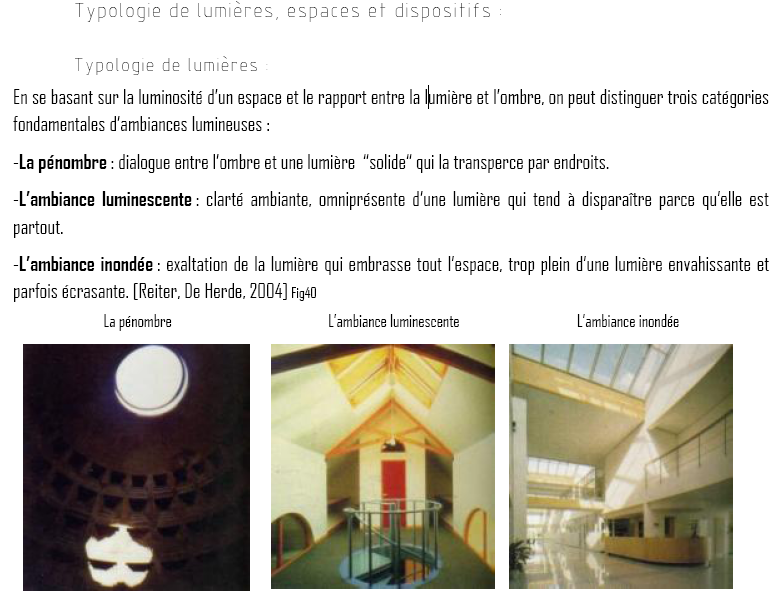 Typologie de lumières, espaces et dispositifs :
Typologie de lumières :
En se basant sur la luminosité d’un espace et le rapport entre la lumière et l’ombre, on peut distinguer trois catégories
fondamentales d’ambiances lumineuses :
-La pénombre : dialogue entre l’ombre et une lumière “solide“ qui la transperce par endroits.
-L’ambiance luminescente : clarté ambiante, omniprésente d’une lumière qui tend à disparaître parce qu’elle est
partout.
-L’ambiance inondée : exaltation de la lumière qui embrasse tout l’espace, trop plein d’une lumière envahissante et
parfois écrasante. [Reiter, De Herde, 2004] Fig40
La pénombre L’ambiance luminescente L’ambiance inondée